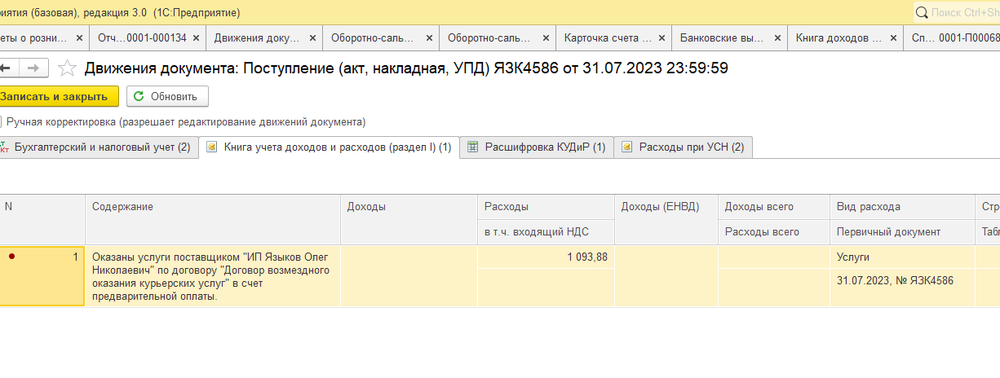 риятия (базовая), редакция 3.0 (1С:Предприятие)
Поиск Ctrl+Sh
еты о розни...
Отч...0001-000134
Движения доку...
Оборотно-саль...
Оборотно-саль...
Карточка счета ...
Банковские вы...
Книга доходов ...
Сп... 0001-П00068
Движения документа: Поступление (акт, накладная, УПД) ЯЗК4586 от 31.07.2023 23:59:59
Записать и закрыть
Обновить
Ручная корректировка (разрешает редактирование движений документа)
Бухгалтерский и налоговый учет (2)
Книга учета доходов и расходов (раздел I) (1)
Расшифровка КУДиР (1)
Расходы при УСН (2)
N
Содержание
Доходы
Расходы
Доходы (ЕНВД)
Доходы всего
Вид расхода
Стр
в т.ч. входящий НДС
Расходы всего
Первичный документ
Табл
1
Оказаны услуги поставщиком "ИП Языков Олег
Николаевич" по договору "Договор возмездного
оказания курьерских услуг" в счет
предварительной оплаты.
1 093,88
Услуги
31.07.2023, № ЯЗК4586